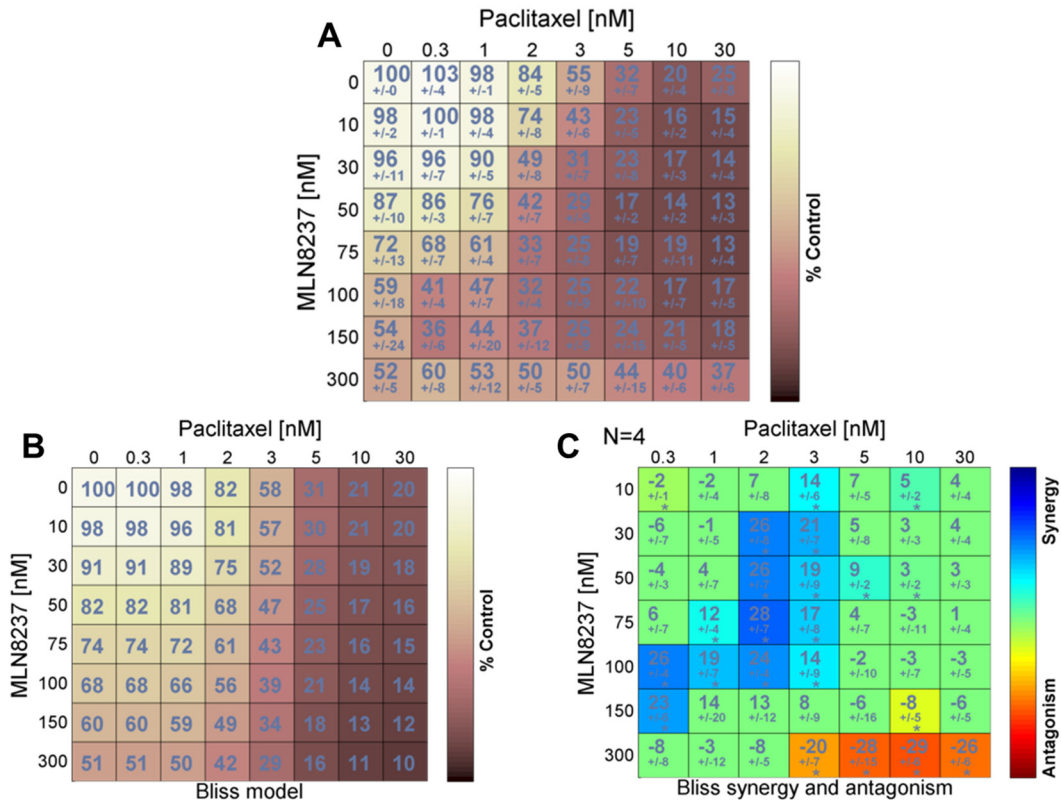 A
Paclitaxel [nM]
0 0.3 1 2 3 5 10 30
MLN8237 [nM]
0 100 103 98 84 55 32 20 25
+/-0 +/-4 +/-1 +/-5 +/-9 +/-7 +/-4
10 98 100 98 74 43 23 16 15
+/-2 +/-1 +/-4 +/-8 +/-6 +/-2 +/-4
30 96 96 90 49 31 23 17 14
+/-11 +/-7 +/-5 +/-8 +/-7 +/-3 +/-4
50 87 86 76 42 29 17 14 13
+/-10 +/-3 +/-7 +/-7 +/-2 +/-2 +/-3
75 72 68 61 33 25 19 19 13
+/-13 +/-7 +/-4 +/-7 +/-11 +/-4
100 59 41 47 32 25 22 17 17
+/-18 +/-4 +/-7 +/-4 +/-10 +/-7 +/-5
150 54 36 44 37 24 21 18
+/-24 +/-6 +/-20 +/-12 +/-5 +/-5
300 52 60 53 50 50 44 40 37
+/-5 +/-8 +/-12 +/-5 +/-7 +/-15 +/-6 +/-6
% Control
B
Paclitaxel [nM]
0 0.3 1 2 3 5 10 30
MLN8237 [nM]
0 100 100 98 82 58 31 21 20
10 98 98 96 81 57 30 21 20
30 91 91 89 75 52 28 19 18
50 82 82 81 68 47 25 17 16
75 74 74 72 61 43 23 16 15
100 68 68 66 56 39 21 14 14
150 60 60 59 49 34 18 13 12
300 51 51 50 42 29 16 11 10
% Control
Bliss model
C
N=4
Paclitaxel [nM]
0.3 1 2 3 5 10 30
MLN8237 [nM]
10 -2 -2 7 14 7 5 4
+/-1 +/-4 +/-8 +/-6 +/-5 +/-2 +/-4
* * *
30 -6 -1 26 21 5 3 4
+/-7 +/-5 +/-8 +/-7 +/-8 +/-3 +/-4
* *
50 -4 4 26 19 9 3 3
+/-3 +/-7 +/-7 +/-9 +/-2 +/-2 +/-3
* * * *
75 6 12 28 17 4 -3 1
+/-7 +/-4 +/-7 +/-8 +/-7 +/-11 +/-4
* * *
100 26 19 24 14 -2 -3 -3
+/-4 +/-7 +/-4 +/-9 +/-10 +/-7 +/-5
* * * *
150 23 14 13 8 -6 -8 -6
+/-20 +/-12 +/-9 +/-16 +/-5 +/-5
* *
300 -8 -3 -8 -20 -28 -29 -26
+/-8 +/-12 +/-5 +/-7 +/-15 +/-6 +/-6
* * * *
Synergy
Antagonism
Bliss synergy and antagonism